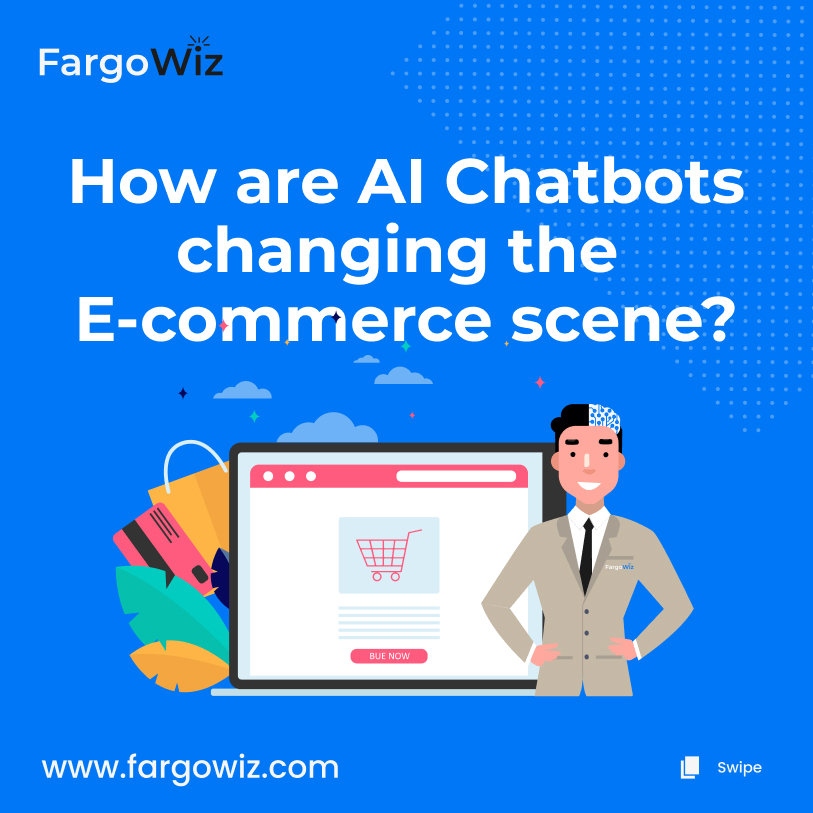 FargoWiz
How are AI Chatbots
changing the
E-commerce scene?
FargoWiz
BUE NOW
www.fargowiz.com
Swipe